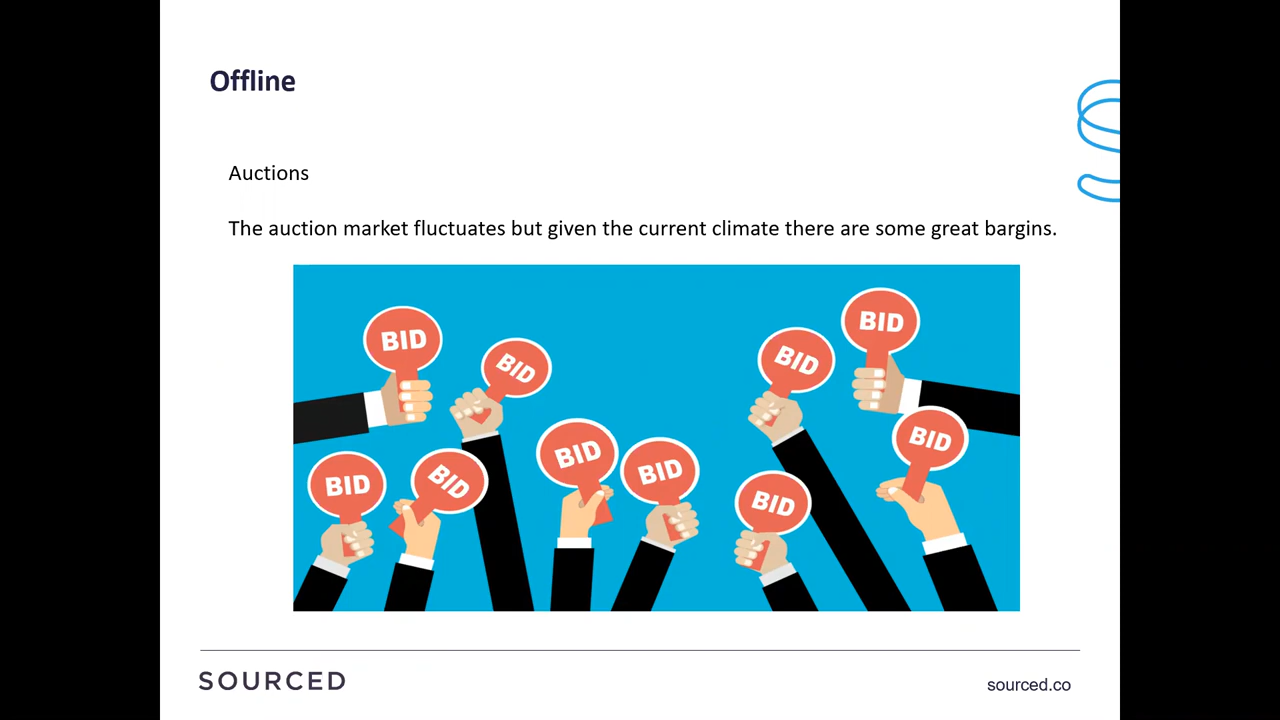 Offline
Auctions
The auction market fluctuates but given the current climate there are some great bargins.
BID
BID
BID
BID
BID
BID
BID
BID
BID
BID
SOURCED
sourced.co